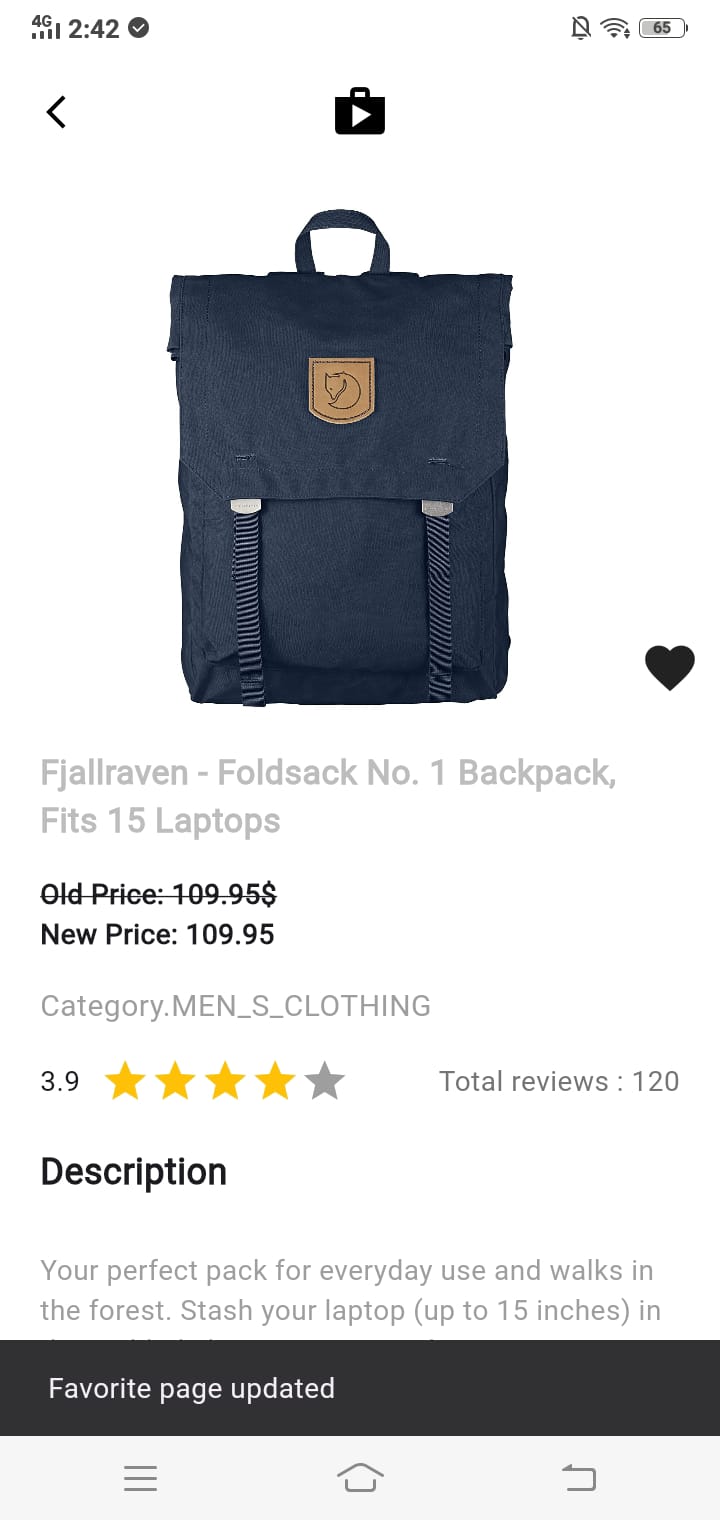 4G 2:42 65
Fjallraven - Foldsack No. 1 Backpack,
Fits 15 Laptops
Old Price: 109.95$
New Price: 109.95
Category.MEN_S_CLOTHING
3.9 Total reviews : 120
Description
Your perfect pack for everyday use and walks in
the forest. Stash your laptop (up to 15 inches) in
Favorite page updated